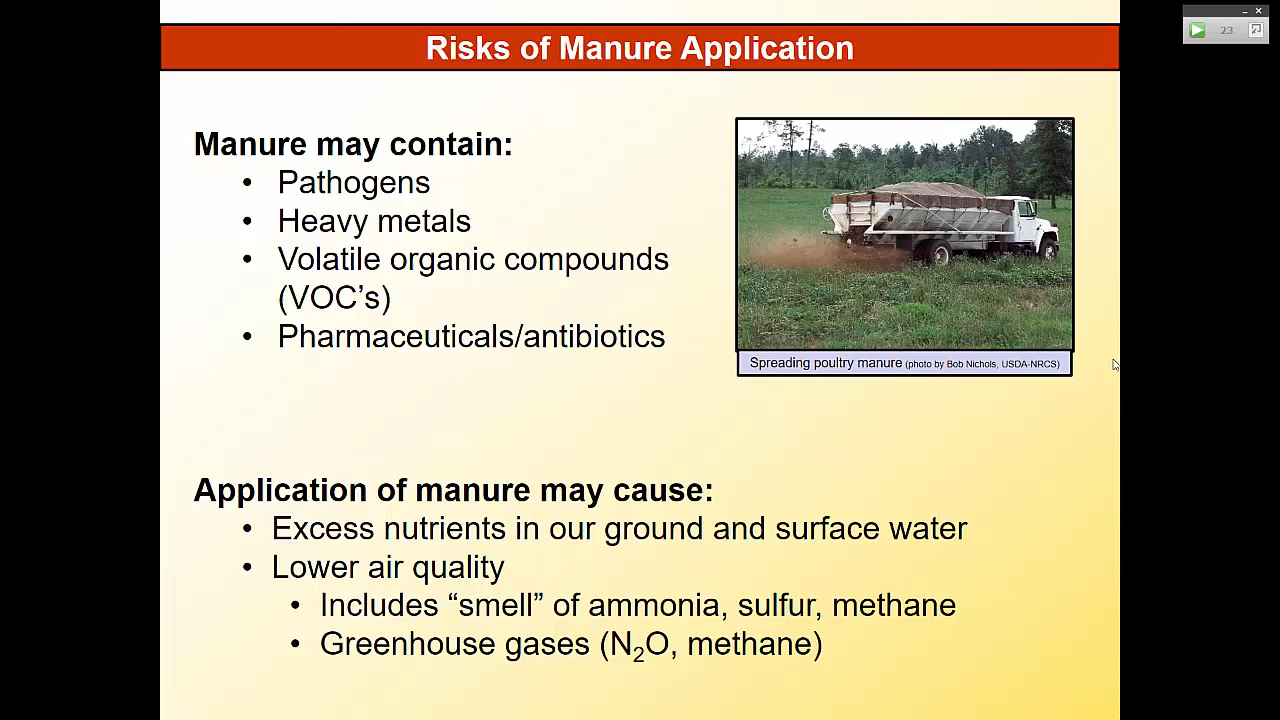 Risks of Manure Application
23
Manure may contain:
• Pathogens
• Heavy metals
• Volatile organic compounds
(VOC's)
• Pharmaceuticals/antibiotics
Spreading poultry manure (photo by Bob Nichols, USDA-NRCS)
Application of manure may cause:
• Excess nutrients in our ground and surface water
• Lower air quality
• Includes “smell” of ammonia, sulfur, methane
• Greenhouse gases (N₂O, methane)